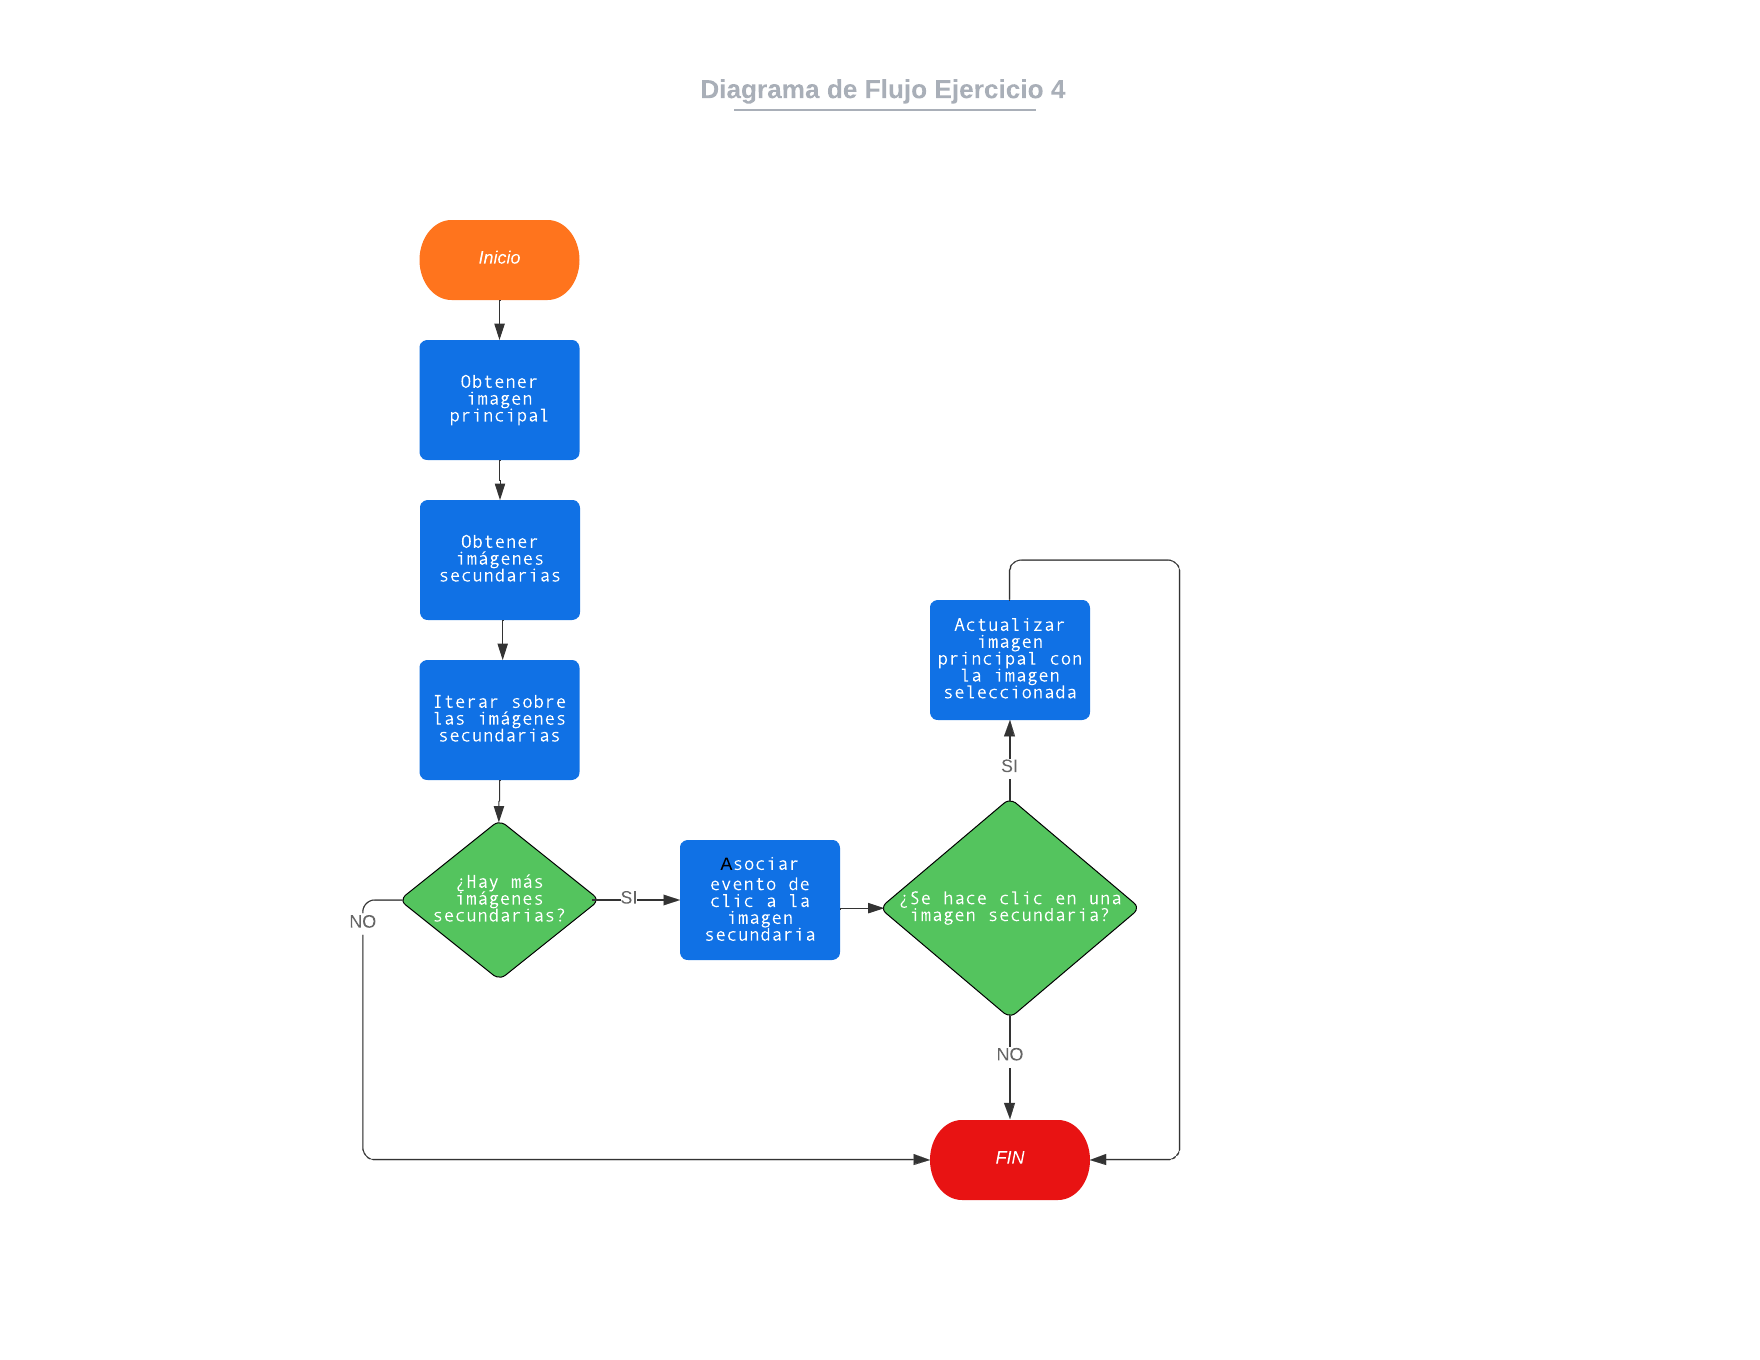 Diagrama de Flujo Ejercicio 4
Inicio
Obtener
imagen
principal
Obtener
imágenes
secundarias
Iterar sobre
las imágenes
secundarias
¿Hay más
imágenes
secundarias?
NO
SI
Asociar
evento de
clic a la
imagen
secundaria
¿Se hace clic en una
imagen secundaria?
SI
Actualizar
imagen
principal con
la imagen
seleccionada
NO
FIN